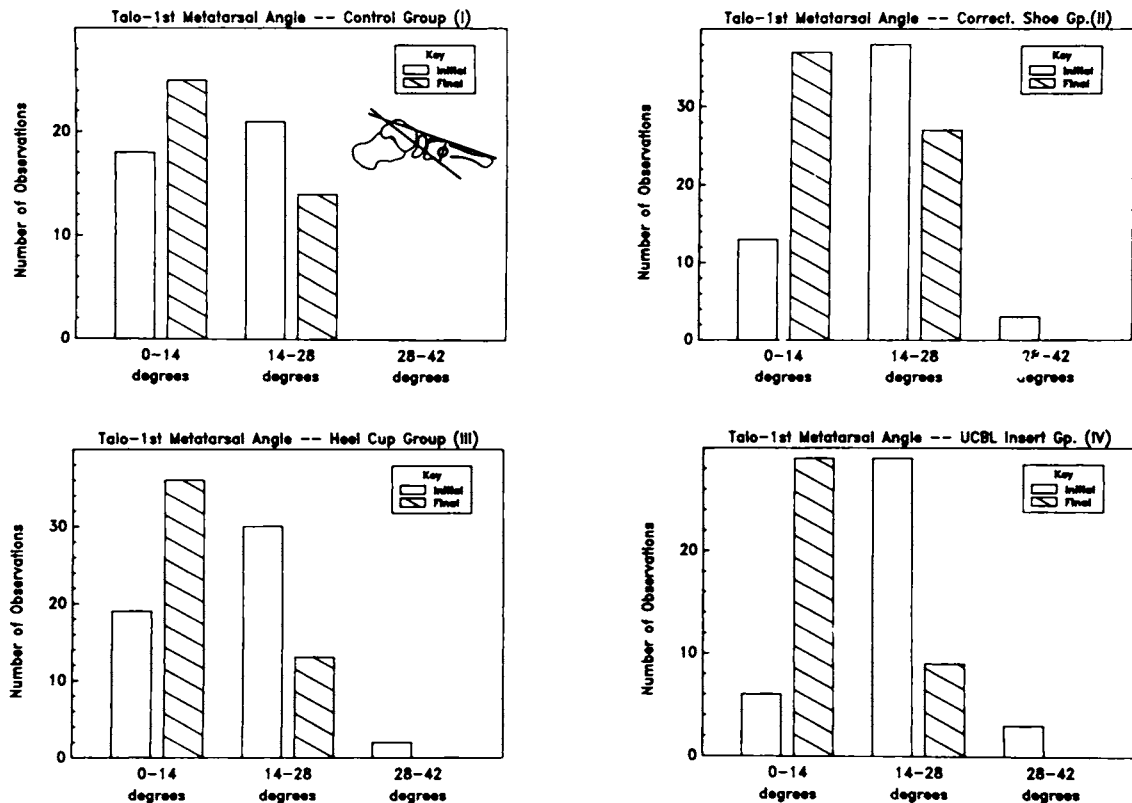 Talo-1st Metatarsal Angle -- Control Group (I)
Key
Initial
Final
Number of Observations
20
10
0
0-14 degrees
14-28 degrees
28-42 degrees
Talo-1st Metatarsal Angle -- Correct. Shoe Gp.(II)
Key
Initial
Final
Number of Observations
30
20
10
0
0-14 degrees
14-28 degrees
-42 degrees
Talo-1st Metatarsal Angle -- Heel Cup Group (III)
Key
Initial
Final
Number of Observations
30
20
10
0
0-14 degrees
14-28 degrees
28-42 degrees
Talo-1st Metatarsal Angle -- UCBL Insert Gp. (IV)
Key
Initial
Final
Number of Observations
20
10
0
0-14 degrees
14-28 degrees
28-42 degrees